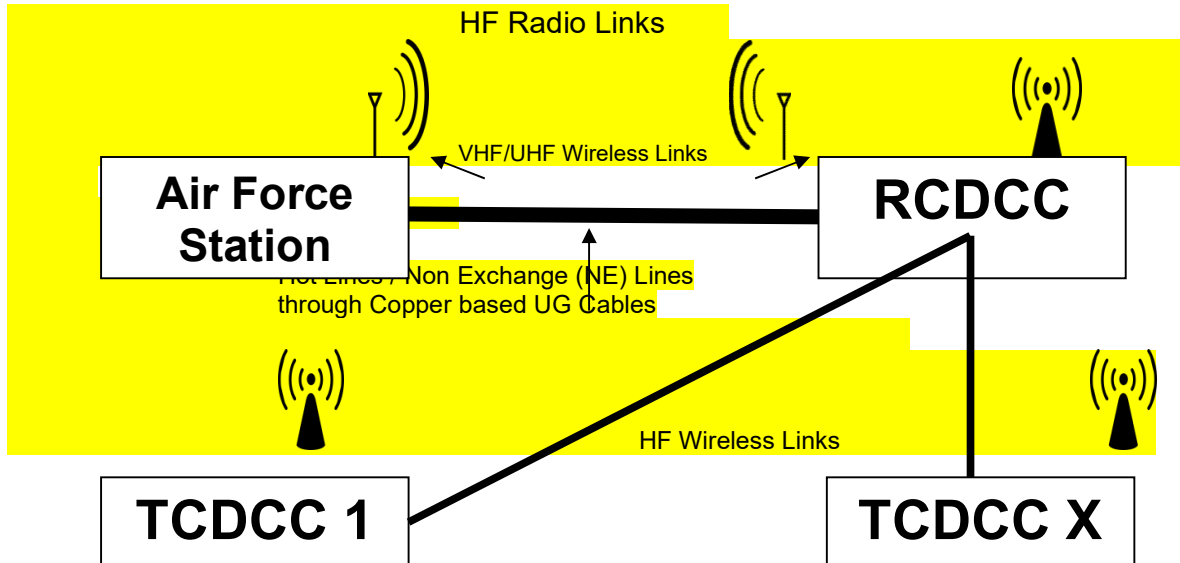 HF Radio Links
VHF/UHF Wireless Links
Air Force
Station
RCDCC
Hot Lines / Non Exchange (NE) Lines
through Copper based UG Cables
HF Wireless Links
TCDCC 1
TCDCC X